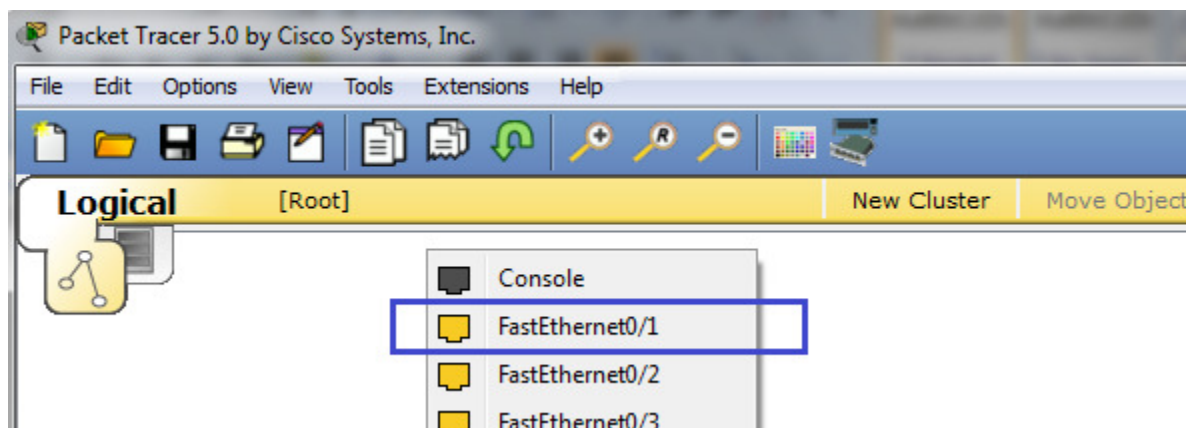 Packet Tracer 5.0 by Cisco Systems, Inc.
File Edit Options View Tools Extensions Help
R
Logical [Root] New Cluster Move Object
Console
FastEthernet0/1
FastEthernet0/2
FastEthernet0/3